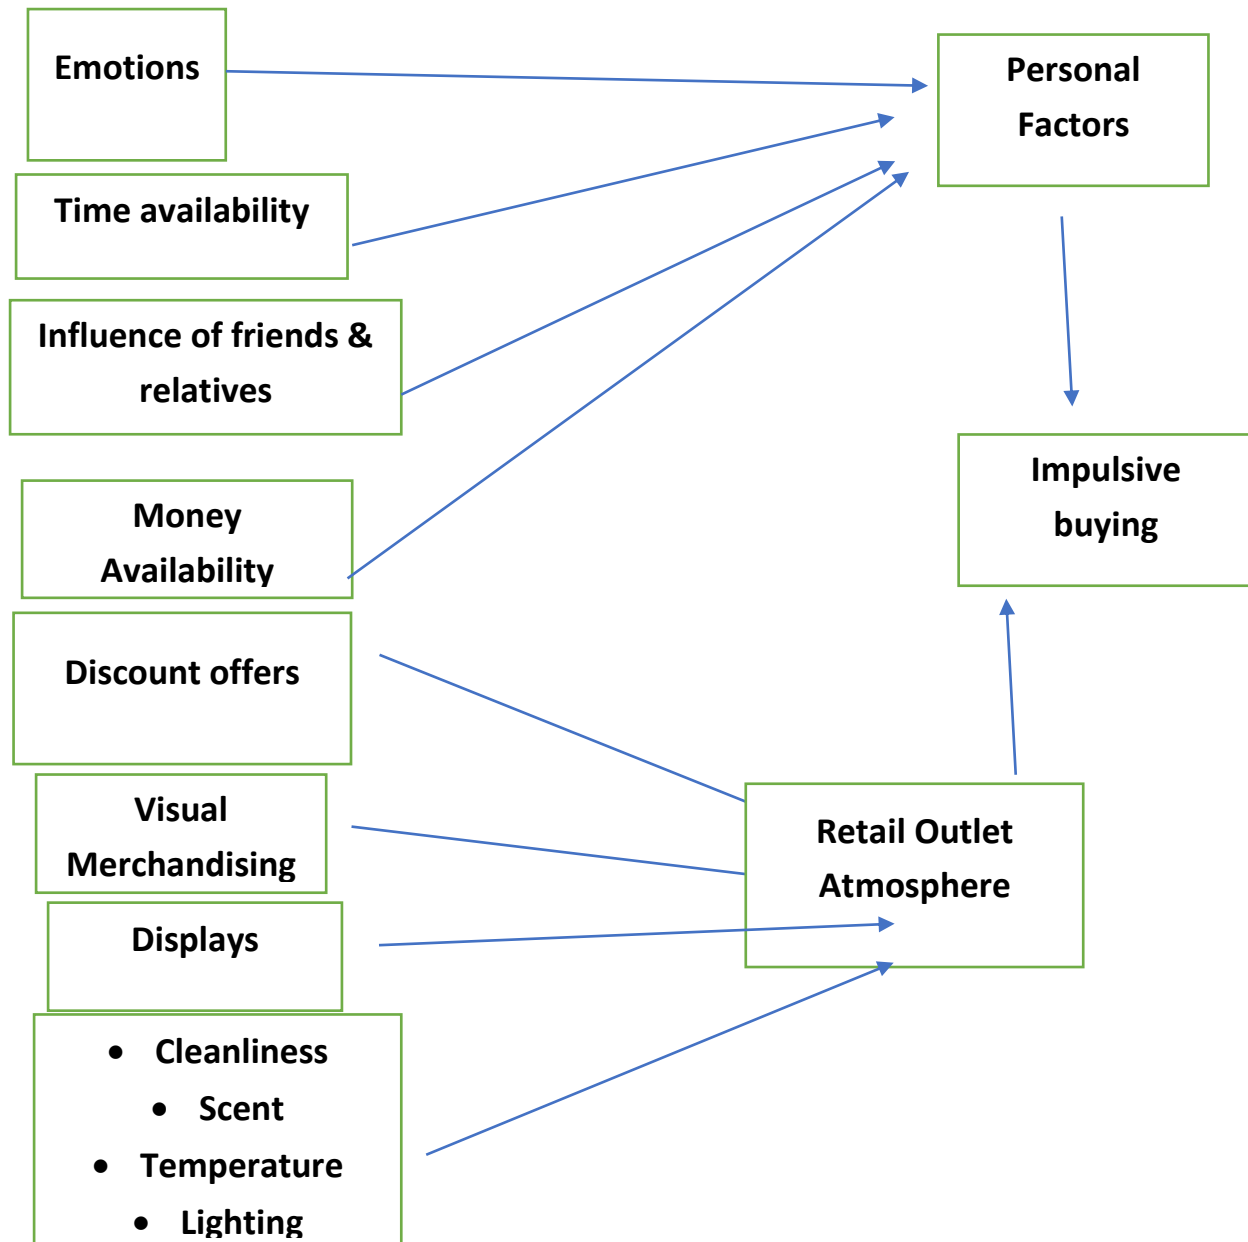 Emotions
Personal
Factors
Time availability
Influence of friends &
relatives
Impulsive
buying
Money
Availability
Discount offers
Visual
Merchandising
Retail Outlet
Atmosphere
Displays
• Cleanliness
• Scent
• Temperature
• Lighting